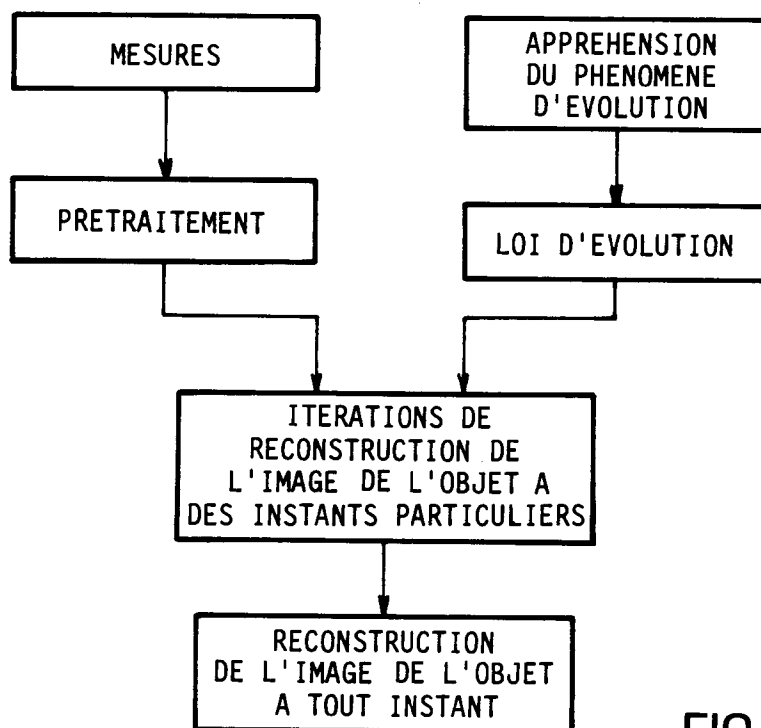 MESURES
APPREHENSION
DU PHENOMENE
D'EVOLUTION
PRETRAITEMENT
LOI D'EVOLUTION
ITERATIONS DE
RECONSTRUCTION DE
L'IMAGE DE L'OBJET A
DES INSTANTS PARTICULIERS
RECONSTRUCTION
DE L'IMAGE DE L'OBJET
A TOUT INSTANT
FIG